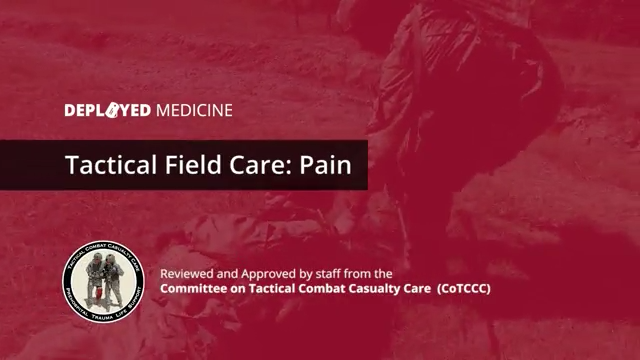 DEPLOYED MEDICINE
Tactical Field Care: Pain
TACTICAL COMBAT CASUALTY CARE
PREHOSPITAL TRAUMA LIFE SUPPORT
Reviewed and Approved by staff from the
Committee on Tactical Combat Casualty Care (CoTCCC)